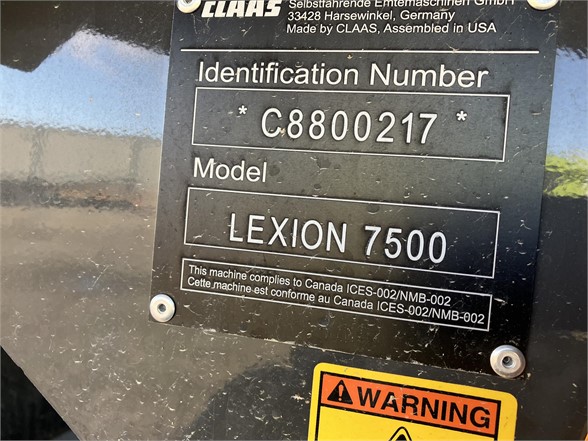 CLAAS Selbstfahrende Erntemaschinen GmbH
33428 Harsewinkel, Germany
Made by CLAAS, Assembled in USA
Identification Number
* C8800217 *
Model
LEXION 7500
This machine complies to Canada ICES-002/NMB-002
Cette machine est conforme au Canada ICES-002/NMB-002
WARNING